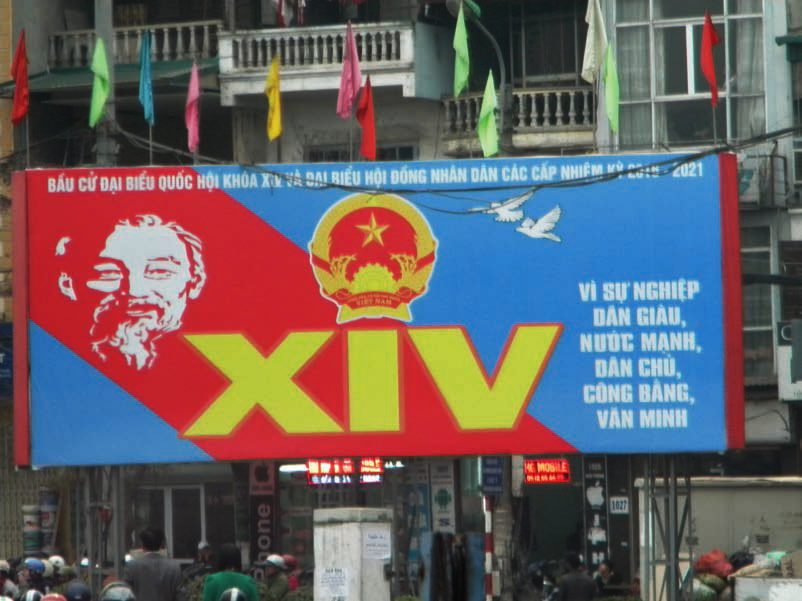 BẦU CỬ ĐẠI BIỂU QUỐC HỘI KHÓA XIV VÀ ĐẠI BIỂU HỘI ĐỒNG NHÂN DÂN CÁC CẤP NHIỆM KỲ 2016 - 2021
VIỆT NAM
XIV
VÌ SỰ NGHIỆP
DÂN GIÀU,
NƯỚC MẠNH,
DÂN CHỦ,
CÔNG BẰNG,
VĂN MINH
MOBILE
Phone
1027